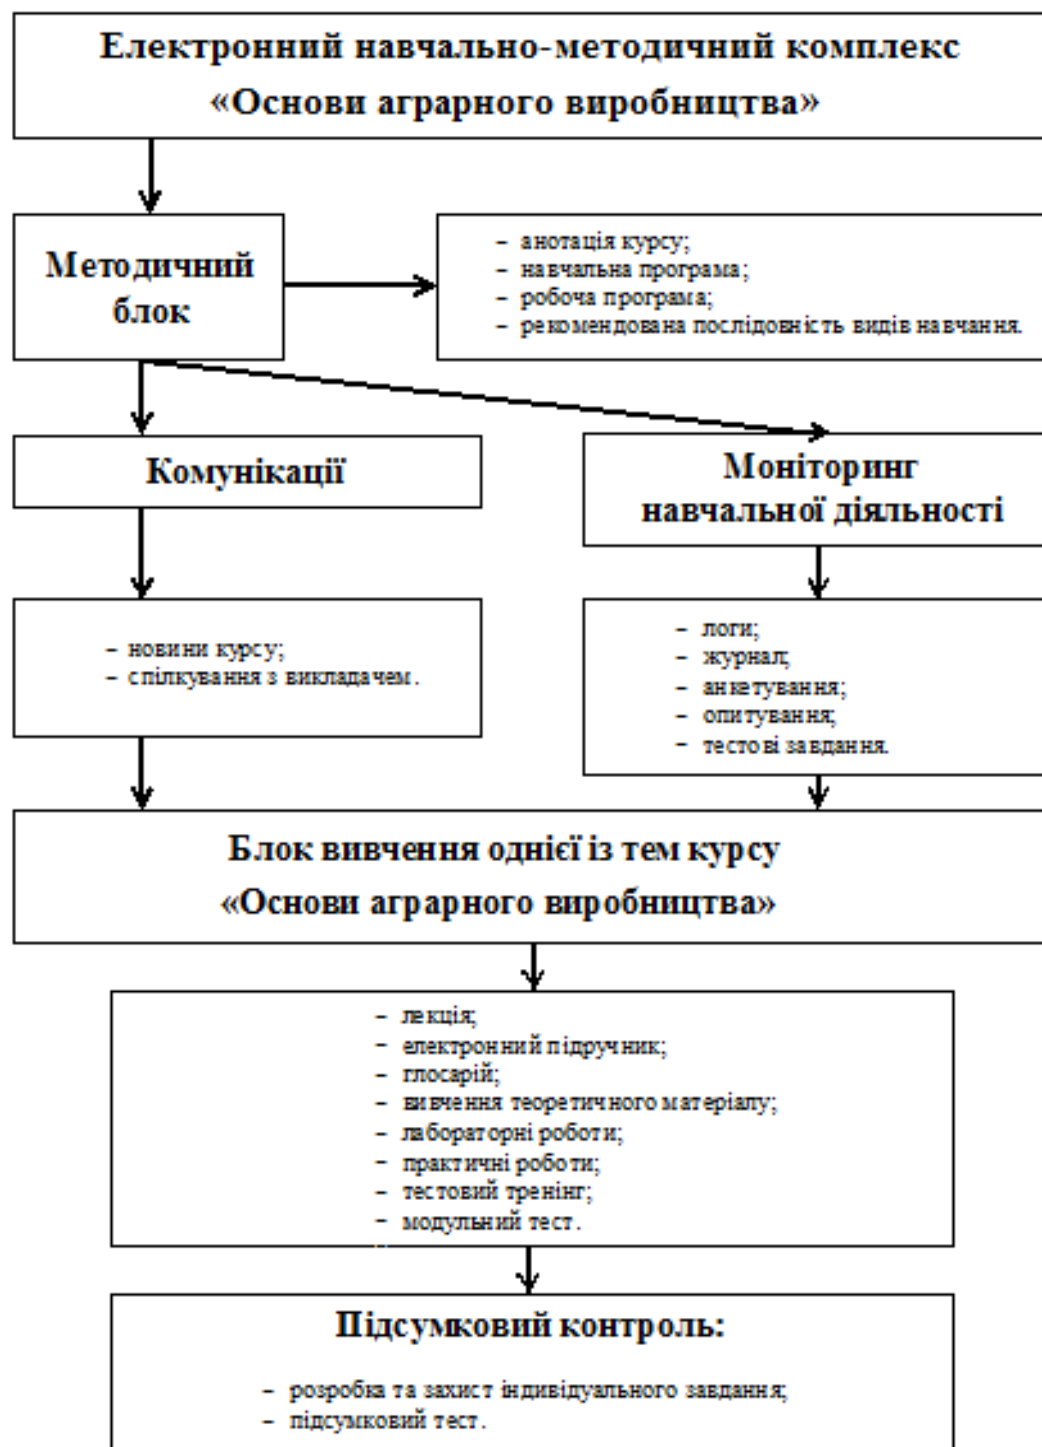 Електронний навчально-методичний комплекс
«Основи аграрного виробництва»
Методичний
блок
– анотація курсу;
– навчальна програма;
– робоча програма;
– рекомендована послідовність видів навчання.
Комунікації
Моніторинг
навчальної діяльності
– новини курсу;
– спілкування з викладачем.
– логи;
– журнал;
– анкетування;
– опитування;
– тестові завдання.
Блок вивчення однієї із тем курсу
«Основи аграрного виробництва»
– лекція;
– електронний підручник;
– глосарій;
– вивчення теоретичного матеріалу;
– лабораторні роботи;
– практичні роботи;
– тестовий тренінг;
– модульний тест.
Підсумковий контроль:
– розробка та захист індивідуального завдання;
– підсумковий тест.